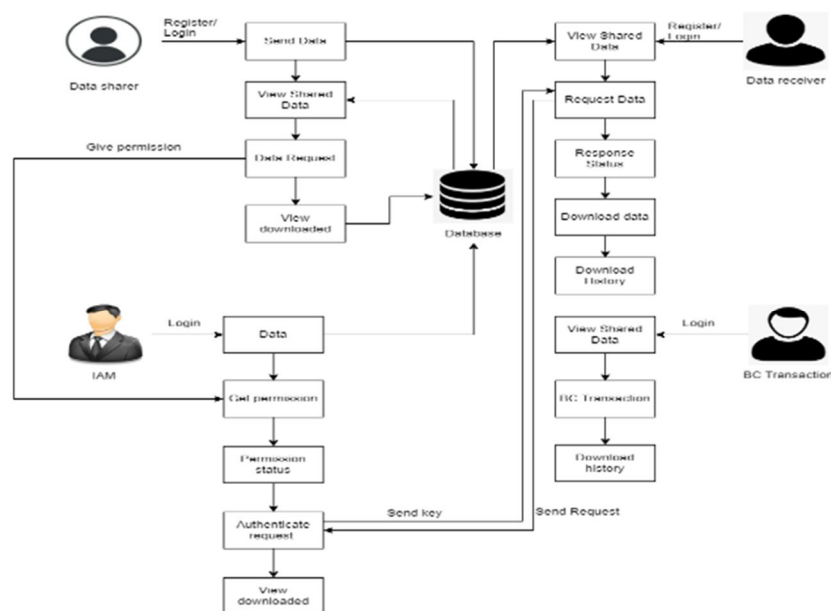 Register/
Login
Send Data
Data sharer
View Shared
Data
Give permission
Data Request
View
downloaded
Database
Register/
Login
View Shared
Data
Data receiver
Request Data
Response
Status
Download data
Download
History
Login
IAM
Data
Get permission
Permission
status
Authenticate
request
View
downloaded
Send key
Send Request
View Shared
Data
Login
BC Transaction
BC Transaction
Download
history